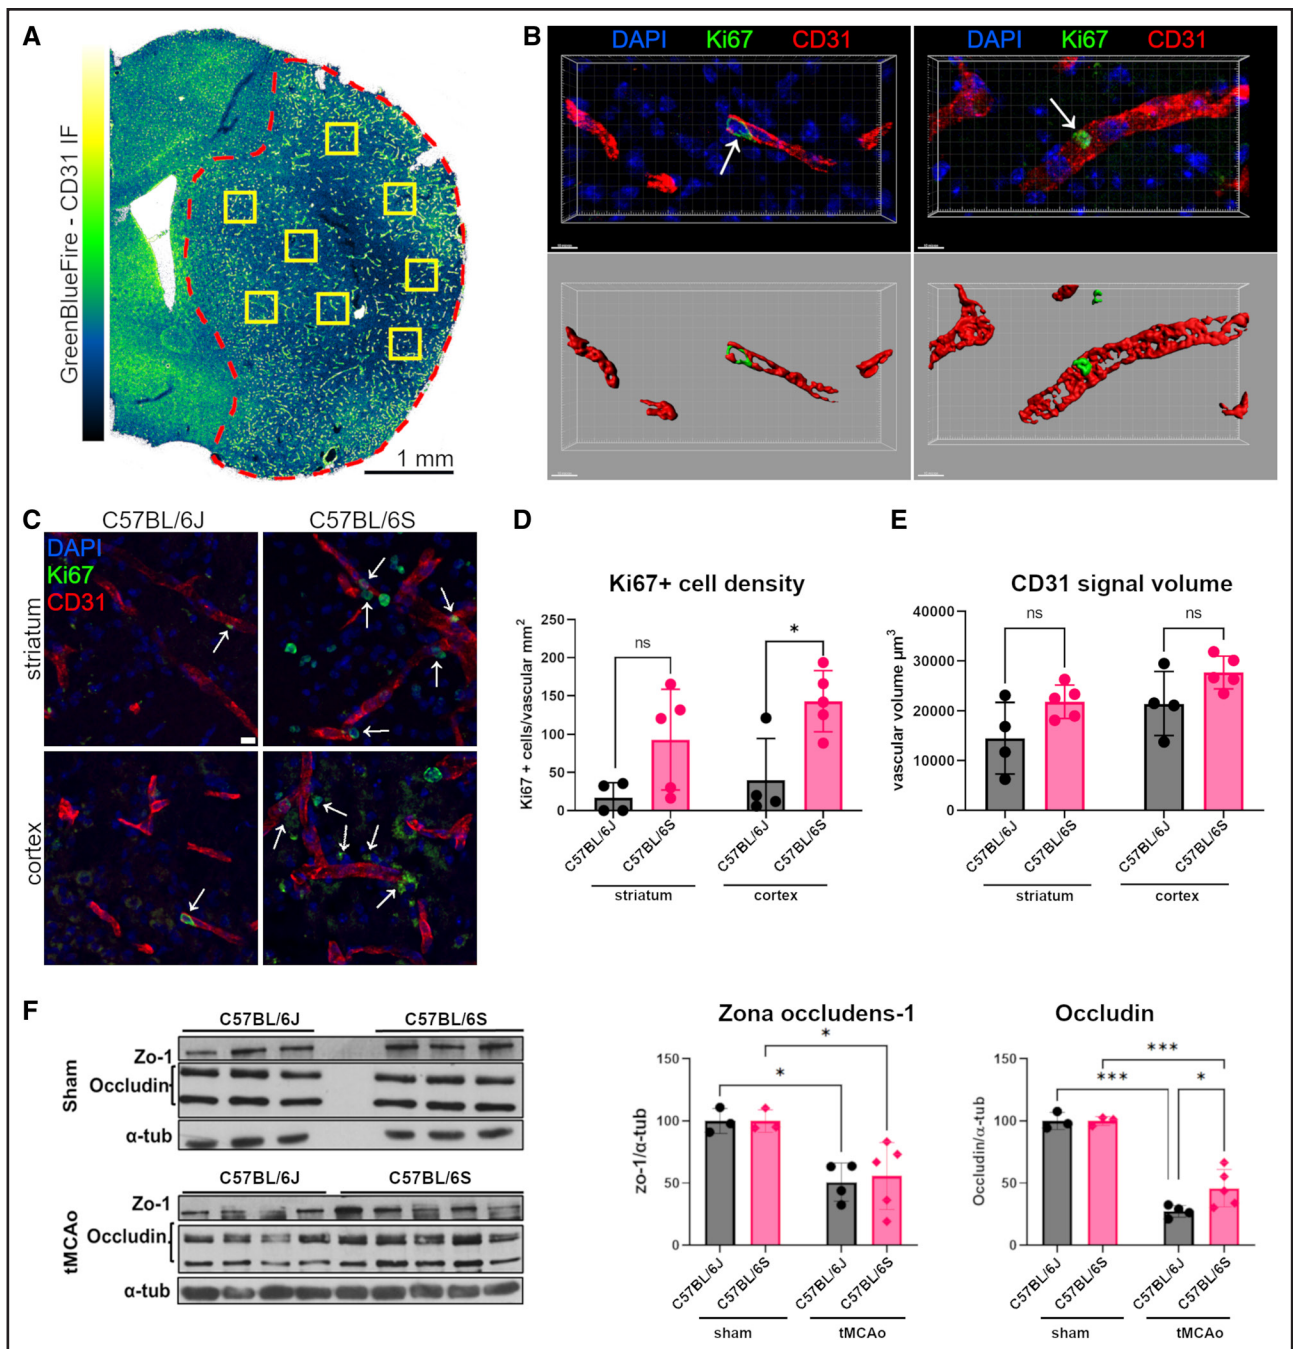 A
GreenBlueFire - CD31 IF
1 mm
B
DAPI Ki67 CD31
DAPI Ki67 CD31
C
C57BL/6J C57BL/6S
DAPI
Ki67
CD31
striatum
cortex
D
Ki67+ cell density
Ki67 + cells/vascular mm²
250
200
150
100
50
0
ns
*
C57BL/6J
C57BL/6S
C57BL/6J
C57BL/6S
striatum cortex
E
CD31 signal volume
vascular volume µm³
40000
30000
20000
10000
0
ns
ns
C57BL/6J
C57BL/6S
C57BL/6J
C57BL/6S
striatum cortex
F
Sham
C57BL/6J C57BL/6S
Zo-1
Occludin
α-tub
tMCAo
C57BL/6J C57BL/6S
Zo-1
Occludin
α-tub
Zona occludens-1
zo-1/α-tub
150
100
50
0
*
*
C57BL/6J
C57BL/6S
C57BL/6J
C57BL/6S
sham tMCAo
Occludin
Occludin/α-tub
150
100
50
0
***
***
*
C57BL/6J
C57BL/6S
C57BL/6J
C57BL/6S
sham tMCAo